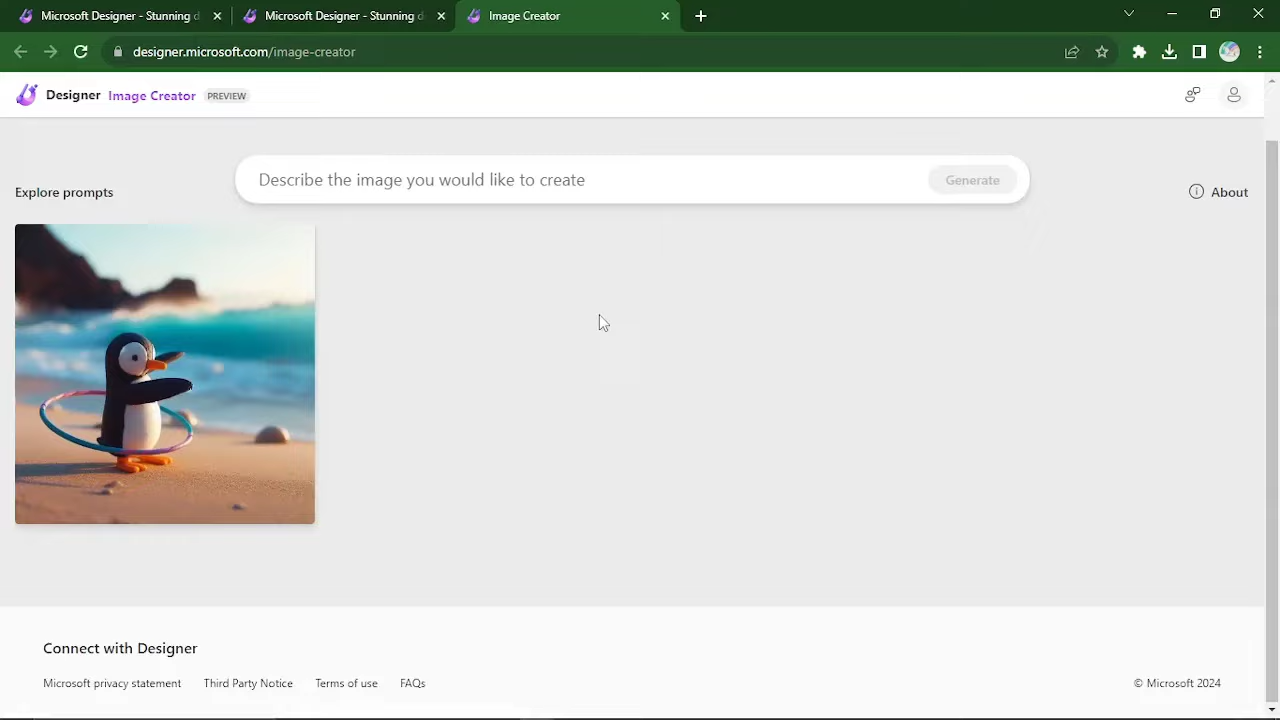 Microsoft Designer - Stunning d
Microsoft Designer - Stunning d
Image Creator
designer.microsoft.com/image-creator
Designer Image Creator PREVIEW
Describe the image you would like to create
Generate
Explore prompts
About
Connect with Designer
Microsoft privacy statement
Third Party Notice
Terms of use
FAQs
© Microsoft 2024